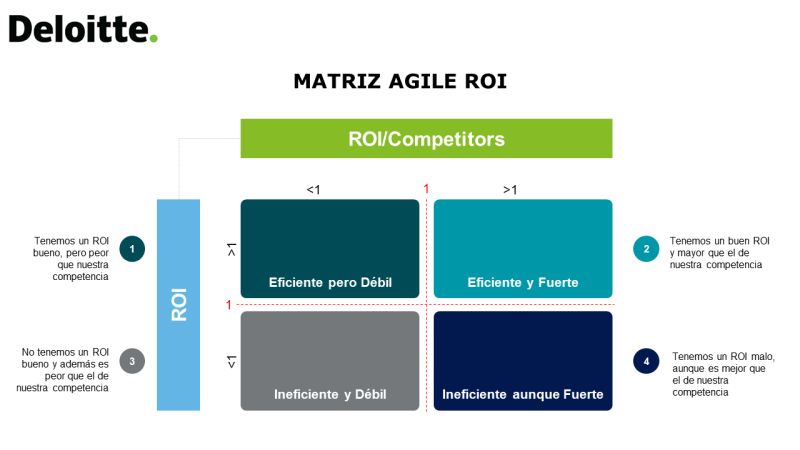 Deloitte.
MATRIZ AGILE ROI
ROI/Competitors
<1
1
>1
ROI
>1
1
<1
Tenemos un ROI
bueno, pero peor
que nuestra
competencia
1
Eficiente pero Débil
Eficiente y Fuerte
2
Tenemos un buen ROI
y mayor que el de
nuestra competencia
No tenemos un ROI
bueno y además es
peor que el de
nuestra competencia
3
Ineficiente y Débil
Ineficiente aunque Fuerte
4
Tenemos un ROI malo,
aunque es mejor que
el de nuestra
competencia